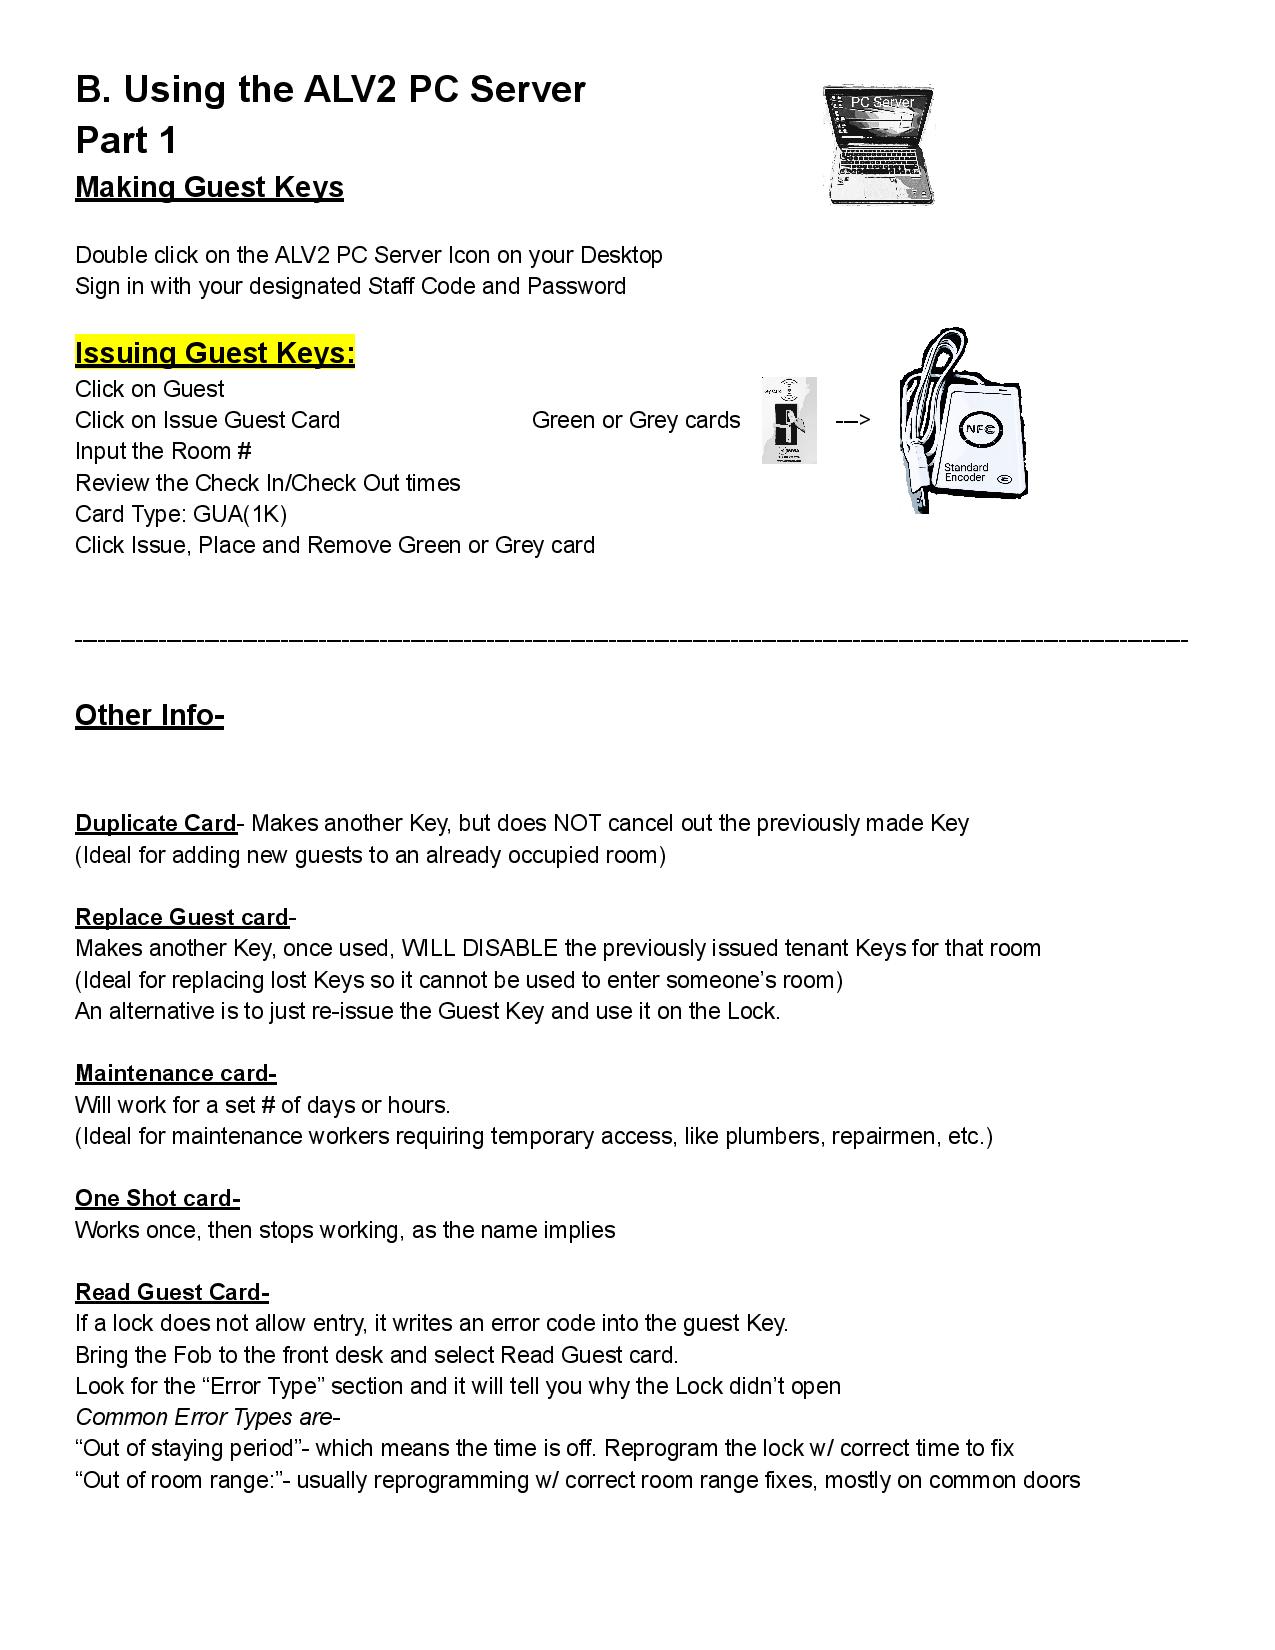 B. Using the ALV2 PC Server
Part 1
PC Server
Making Guest Keys
Double click on the ALV2 PC Server Icon on your Desktop
Sign in with your designated Staff Code and Password
Issuing Guest Keys:
Click on Guest
Click on Issue Guest Card
Green or Grey cards
--->
NFC
Standard
Encoder
Input the Room #
Review the Check In/Check Out times
Card Type: GUA(1K)
Click Issue, Place and Remove Green or Grey card
Other Info-
Duplicate Card- Makes another Key, but does NOT cancel out the previously made Key
(Ideal for adding new guests to an already occupied room)
Replace Guest card-
Makes another Key, once used, WILL DISABLE the previously issued tenant Keys for that room
(Ideal for replacing lost Keys so it cannot be used to enter someone’s room)
An alternative is to just re-issue the Guest Key and use it on the Lock.
Maintenance card-
Will work for a set # of days or hours.
(Ideal for maintenance workers requiring temporary access, like plumbers, repairmen, etc.)
One Shot card-
Works once, then stops working, as the name implies
Read Guest Card-
If a lock does not allow entry, it writes an error code into the guest Key.
Bring the Fob to the front desk and select Read Guest card.
Look for the “Error Type” section and it will tell you why the Lock didn’t open
Common Error Types are-
“Out of staying period”- which means the time is off. Reprogram the lock w/ correct time to fix
“Out of room range:”- usually reprogramming w/ correct room range fixes, mostly on common doors